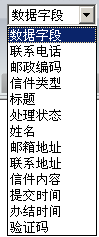 数据字段
数据字段
联系电话
邮政编码
信件类型
标题
处理状态
姓名
邮箱地址
联系地址
信件内容
提交时间
办结时间
验证码